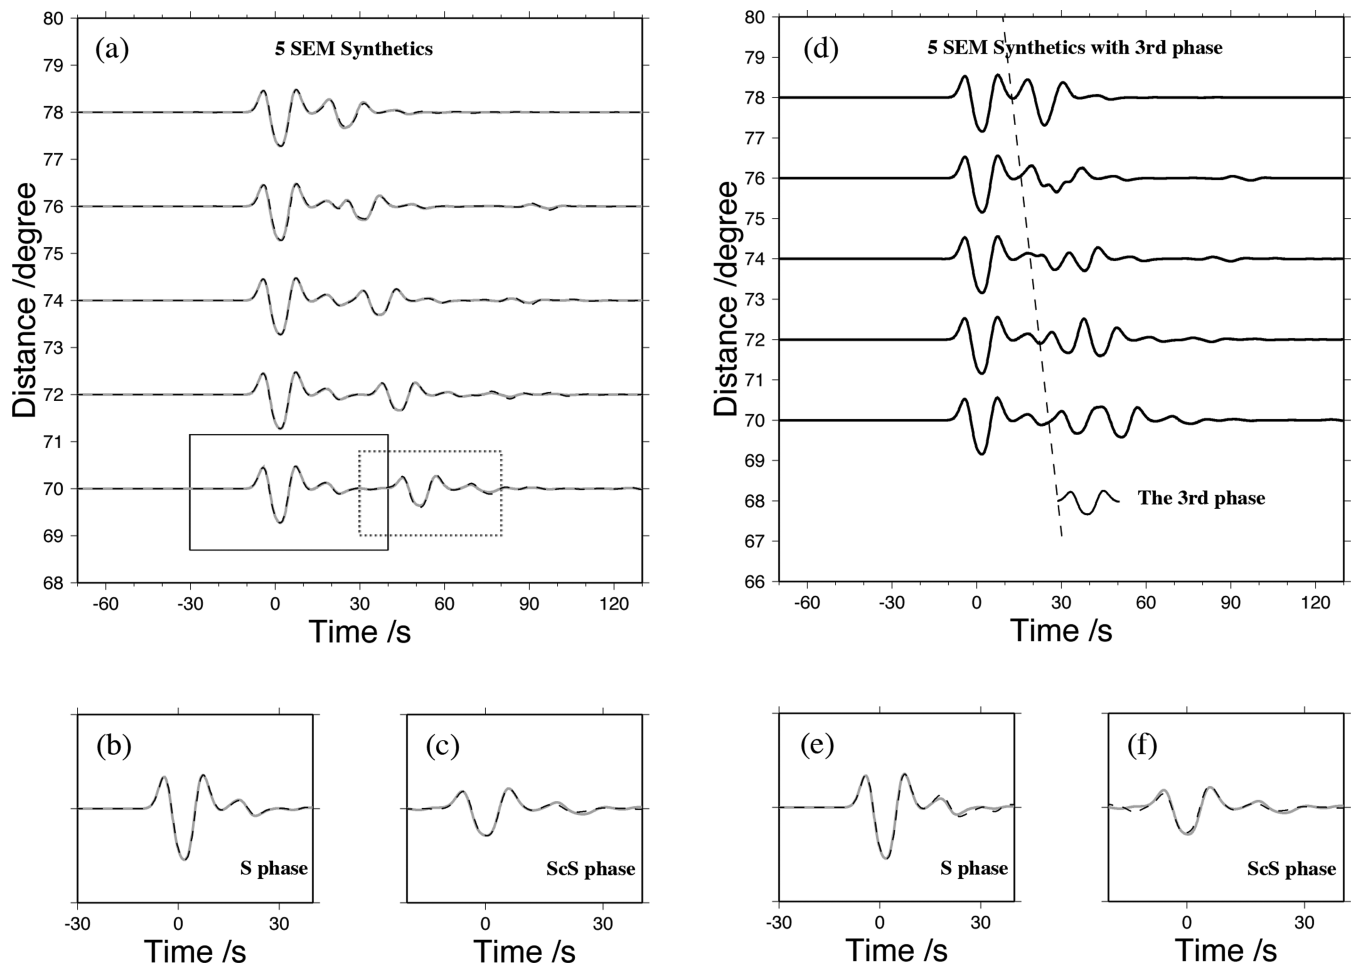 (a)
5 SEM Synthetics
80
79
78
77
76
75
74
73
72
71
70
69
68
Distance /degree
-60 -30 0 30 60 90 120
Time /s
(d)
5 SEM Synthetics with 3rd phase
80
79
78
77
76
75
74
73
72
71
70
69
68
67
66
Distance /degree
The 3rd phase
-60 -30 0 30 60 90 120
Time /s
(b)
S phase
-30 0 30
Time /s
(c)
ScS phase
0 30
Time /s
(e)
S phase
-30 0 30
Time /s
(f)
ScS phase
0 30
Time /s